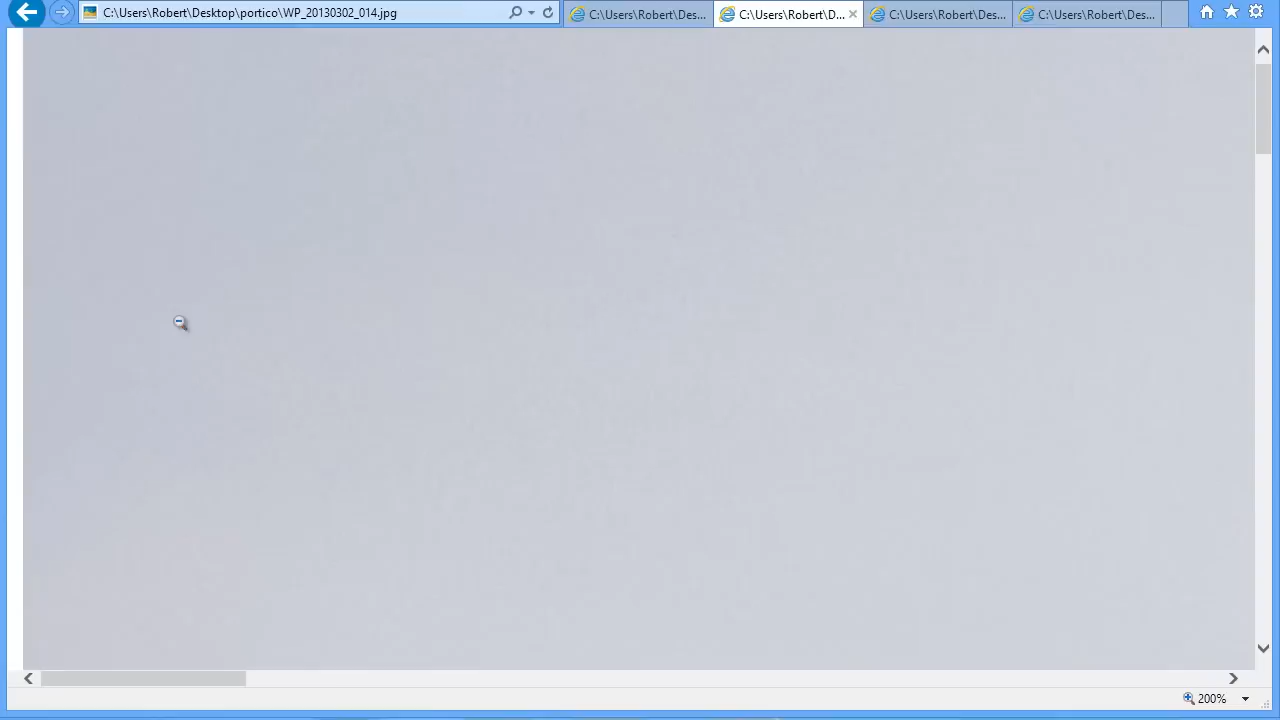 C:\Users\Robert\Desktop\portico\WP_20130302_014.jpg
C:\Users\Robert\Des...
C:\Users\Robert\D...
C:\Users\Robert\Des...
C:\Users\Robert\Des...
200%